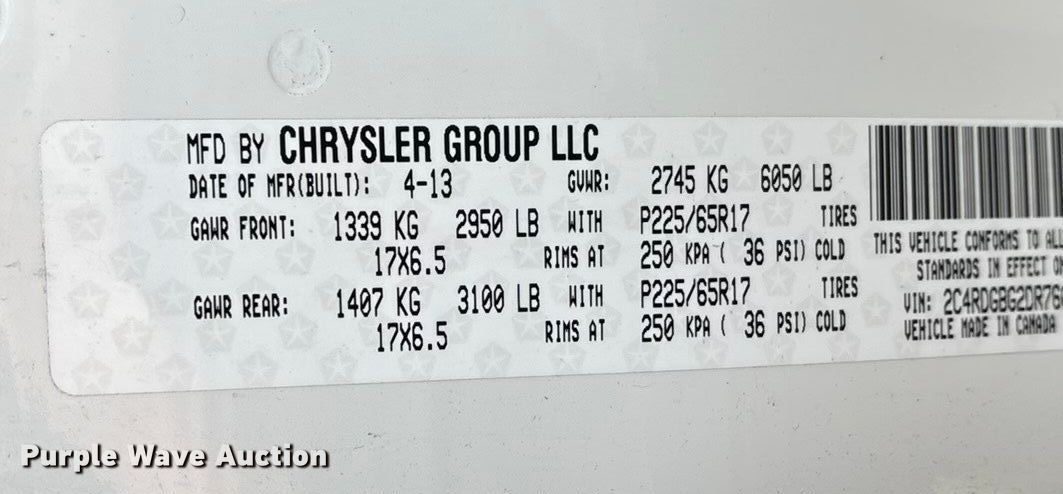 MFD BY CHRYSLER GROUP LLC
DATE OF MFR(BUILT): 4-13 GVWR: 2745 KG 6050 LB
GAWR FRONT: 1339 KG 2950 LB WITH P225/65R17 TIRES
17X6.5 RIMS AT 250 KPA ( 36 PSI) COLD
GAWR REAR: 1407 KG 3100 LB WITH P225/65R17 TIRES
17X6.5 RIMS AT 250 KPA ( 36 PSI) COLD
THIS VEHICLE CONFORMS TO ALL
STANDARDS IN EFFECT ON
VIN: 2C4RDGBG2DR76
VEHICLE MADE IN CANADA
Purple Wave Auction